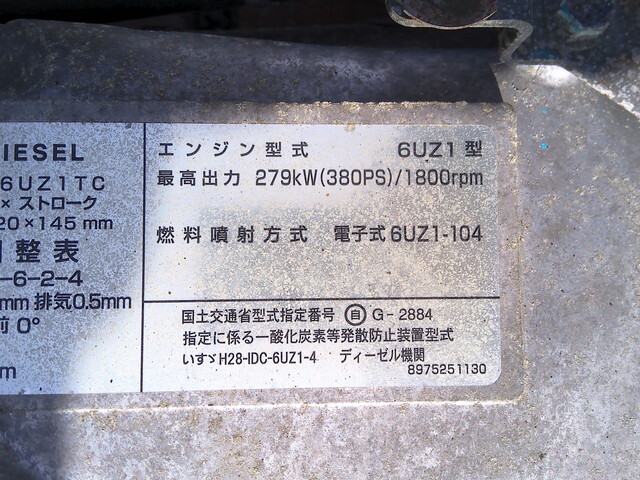 IESEL
6UZ1TC
× ストローク
20×145 mm
整表
-6-2-4
mm 排気0.5mm
前 0°
m
エンジン型式 6UZ1型
最高出力 279kW(380PS)/1800rpm
燃料噴射方式 電子式6UZ1-104
国土交通省型式指定番号 自 G-2884
指定に係る一酸化炭素等発散防止装置型式
いすゞH28-IDC-6UZ1-4 ディーゼル機関
8975251130